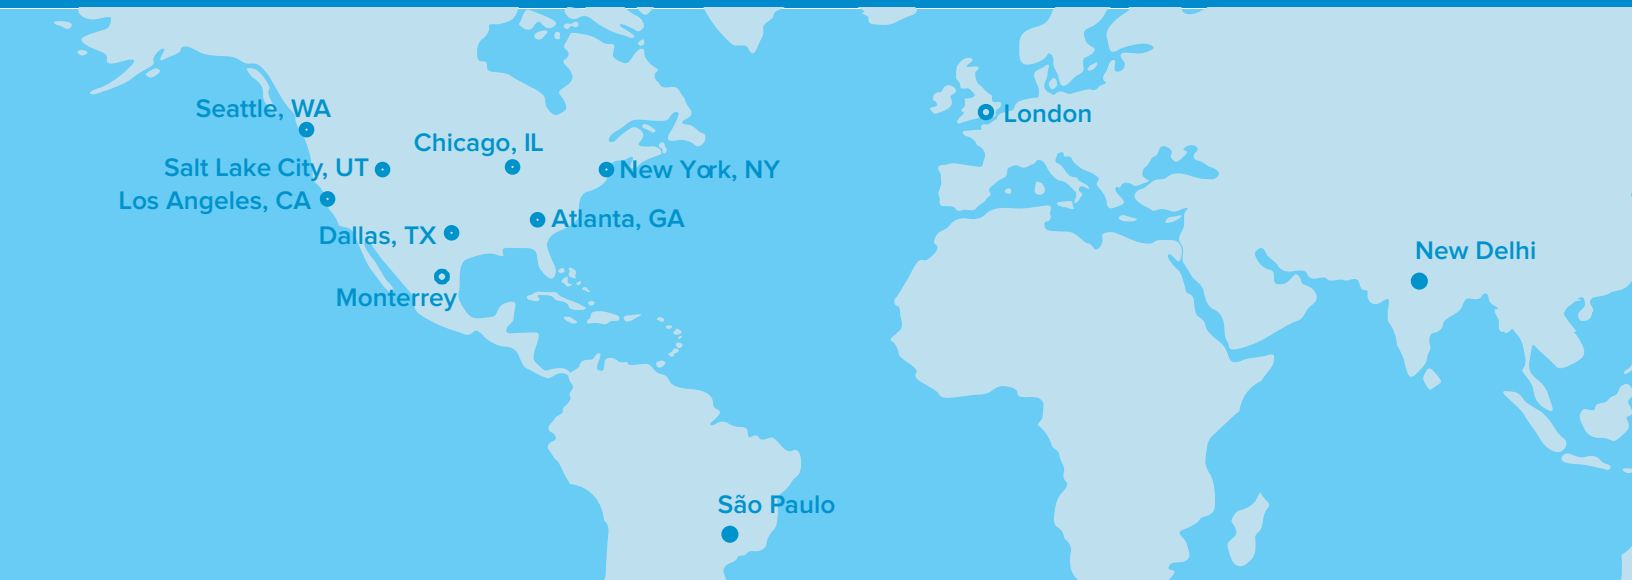 Seattle, WA
Chicago, IL
Salt Lake City, UT
New York, NY
Los Angeles, CA
Atlanta, GA
Dallas, TX
Monterrey
London
New Delhi
São Paulo